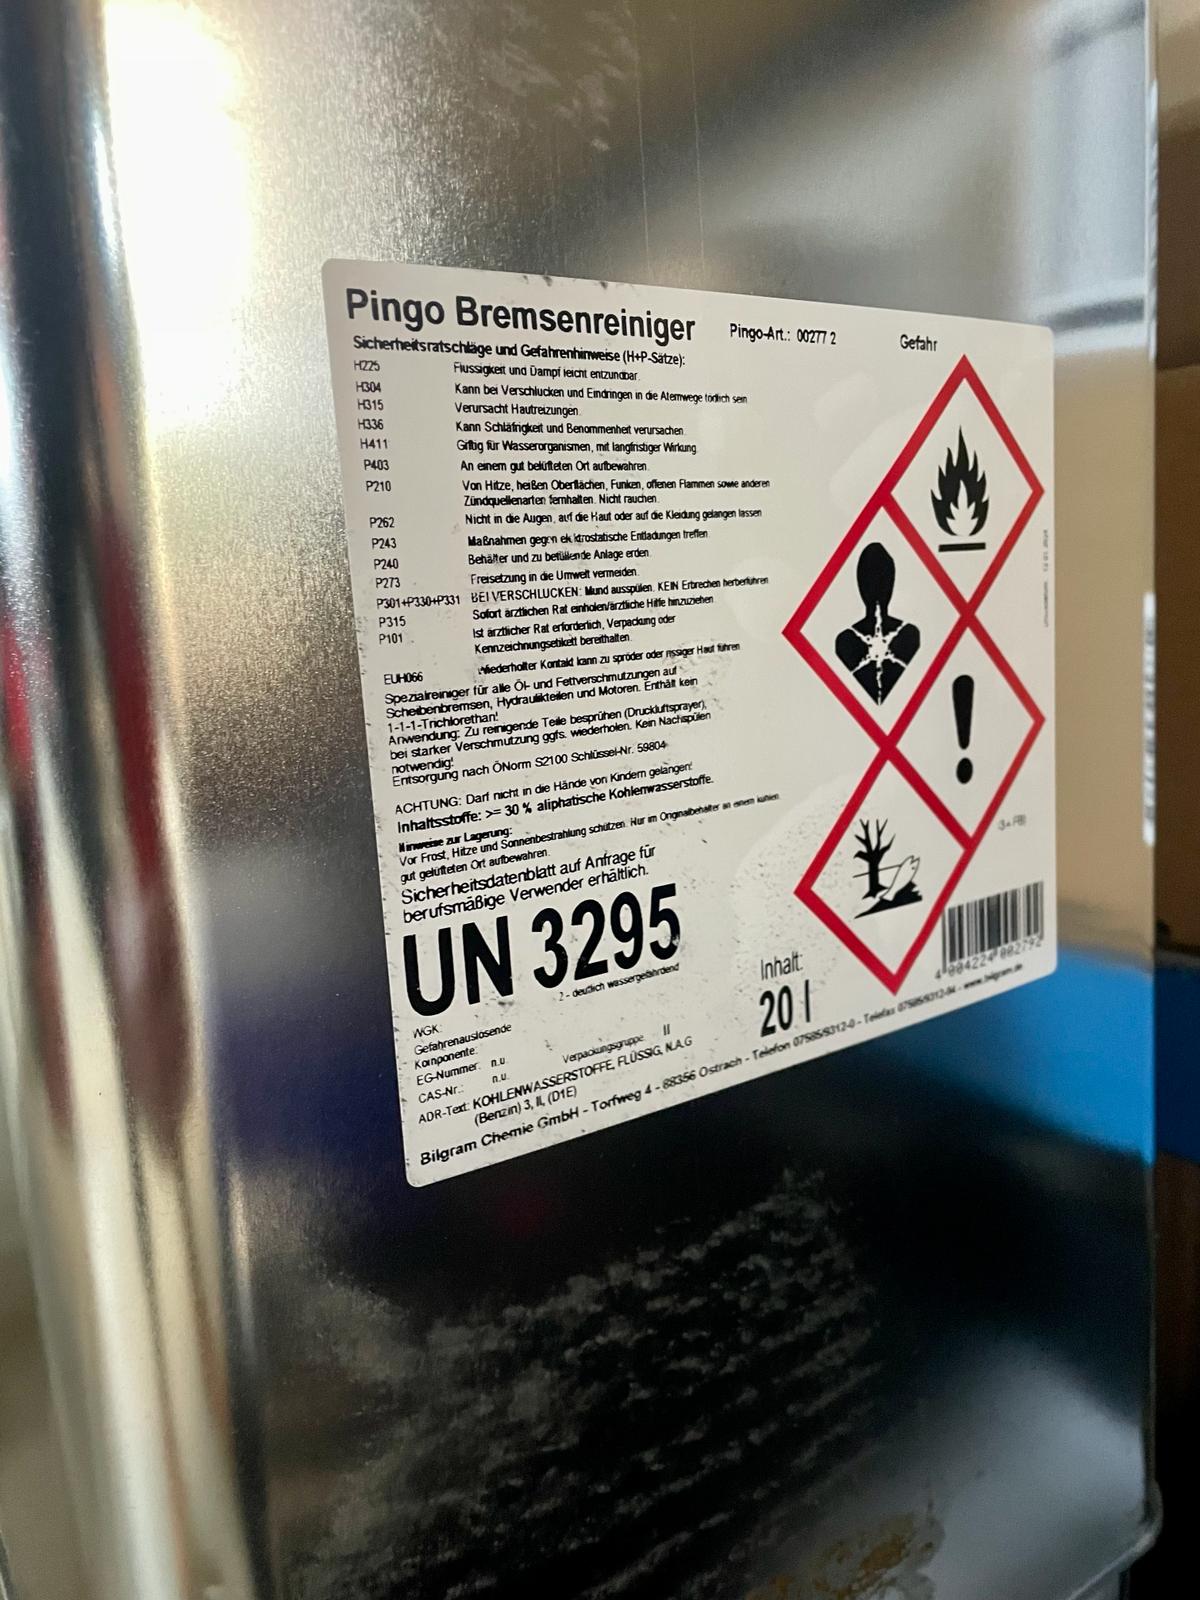 Pingo Bremsenreiniger Pingo-Art.: 00277 2 Gefahr
Sicherheitsratschläge und Gefahrenhinweise (H+P-Sätze):
H225 Flüssigkeit und Dampf leicht entzündbar.
H304 Kann bei Verschlucken und Eindringen in die Atemwege tödlich sein
H315 Verursacht Hautreizungen.
H336 Kann Schläfrigkeit und Benommenheit verursachen.
H411 Giftig für Wasserorganismen, mit langfristiger Wirkung.
P403 An einem gut belüfteten Ort aufbewahren.
P210 Von Hitze, heißen Oberflächen, Funken, offenen Flammen sowie anderen
Zündquellenarten fernhalten. Nicht rauchen.
P262 Nicht in die Augen, auf die Haut oder auf die Kleidung gelangen lassen
P243 Maßnahmen gegen elektrostatische Entladungen treffen.
P240 Behälter und zu befüllende Anlage erden.
P273 Freisetzung in die Umwelt vermeiden.
P301+P330+P331 BEI VERSCHLUCKEN: Mund ausspülen. KEIN Erbrechen herbeiführen
P315 Sofort ärztlichen Rat einholen/ärztliche Hilfe hinzuziehen.
P101 Ist ärztlicher Rat erforderlich, Verpackung oder
Kennzeichnungsetikett bereithalten.
EUH066 Wiederholter Kontakt kann zu spröder oder rissiger Haut führen
Spezialreiniger für alle Öl- und Fettverschmutzungen auf
Scheibenbremsen, Hydraulikteilen und Motoren. Enthält kein
1-1-1-Trichlorethan!
Anwendung: Zu reinigende Teile besprühen (Druckluftsprayer),
bei starker Verschmutzung ggfs. wiederholen. Kein Nachspülen
notwendig!
Entsorgung nach ÖNorm S2100 Schlüssel-Nr. 59804
ACHTUNG: Darf nicht in die Hände von Kindern gelangen!
Inhaltsstoffe: >= 30 % aliphatische Kohlenwasserstoffe.
Hinweise zur Lagerung:
Vor Frost, Hitze und Sonnenbestrahlung schützen. Nur im Originalbehälter an einem kühlen,
gut gelüfteten Ort aufbewahren.
Sicherheitsdatenblatt auf Anfrage für
berufsmäßige Verwender erhältlich.
UN 3295
WGK: 2 - deutlich wassergefährdend
Gefahrenauslösende
Komponente:
EG-Nummer: n.u. Verpackungsgruppe: II
CAS-Nr.: n.u.
ADR-Text: KOHLENWASSERSTOFFE, FLÜSSIG, N.A.G
(Benzin) 3, II, (D1E)
Inhalt:
20 l
4 004224 002792
Bilgram Chemie GmbH - Torfweg 4 - 88356 Ostrach - Telefon 07585/9312-0 - Telefax 07585/9312-94 - www.bilgram.de